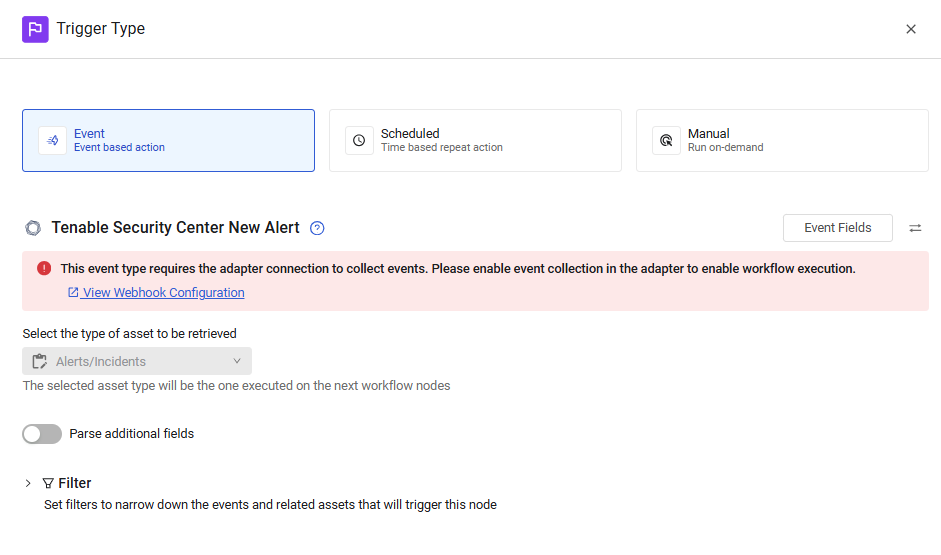 Trigger Type
Event
Event based action
Scheduled
Time based repeat action
Manual
Run on-demand
Tenable Security Center New Alert
Event Fields
This event type requires the adapter connection to collect events. Please enable event collection in the adapter to enable workflow execution.
View Webhook Configuration
Select the type of asset to be retrieved
Alerts/Incidents
The selected asset type will be the one executed on the next workflow nodes
Parse additional fields
Filter
Set filters to narrow down the events and related assets that will trigger this node